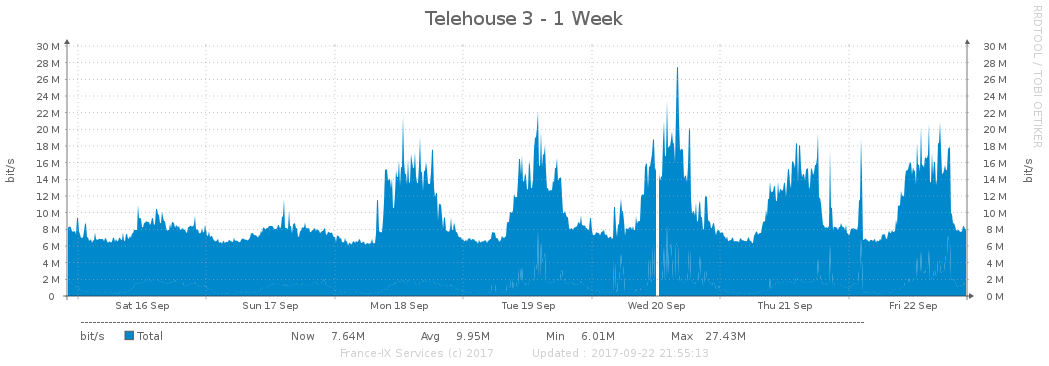 Telehouse 3 - 1 Week
RRDTOOL / TOBI OETIKER
bit/s
30 M 30 M
28 M 28 M
26 M 26 M
24 M 24 M
22 M 22 M
20 M 20 M
18 M 18 M
16 M 16 M
14 M 14 M
12 M 12 M
10 M 10 M
8 M 8 M
6 M 6 M
4 M 4 M
2 M 2 M
0 0 M
bit/s
Sat 16 Sep Sun 17 Sep Mon 18 Sep Tue 19 Sep Wed 20 Sep Thu 21 Sep Fri 22 Sep
bit/s Total Now 7.64M Avg 9.95M Min 6.01M Max 27.43M
France-IX Services (c) 2017 Updated : 2017-09-22 21:55:13